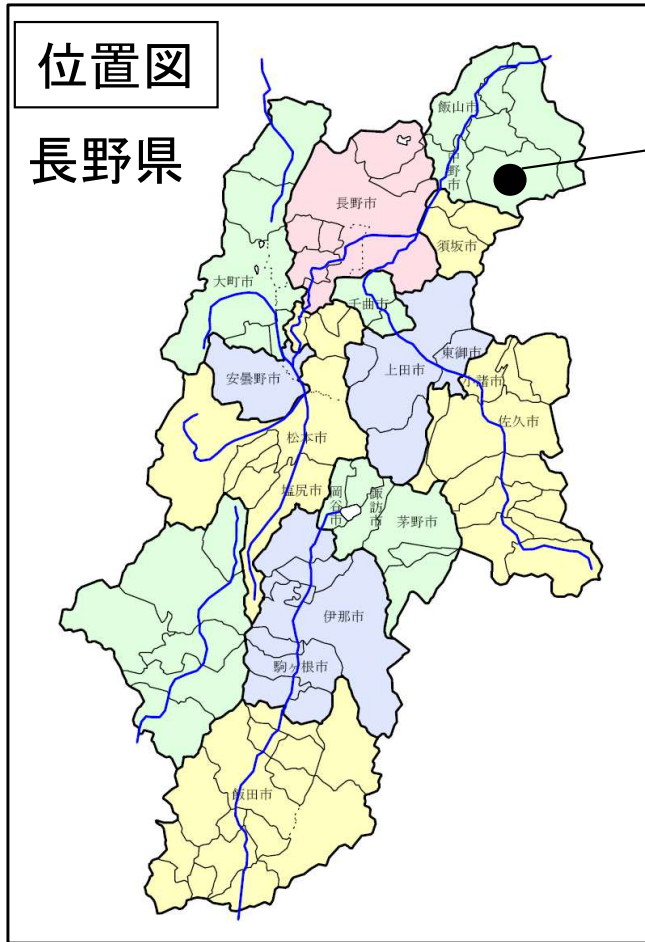 位置図
長野県
飯山市
中野市
長野市
須坂市
大町市
千曲市
東御市
上田市
小諸市
安曇野市
佐久市
松本市
塩尻市
岡谷市
諏訪市
茅野市
伊那市
駒ヶ根市
飯田市